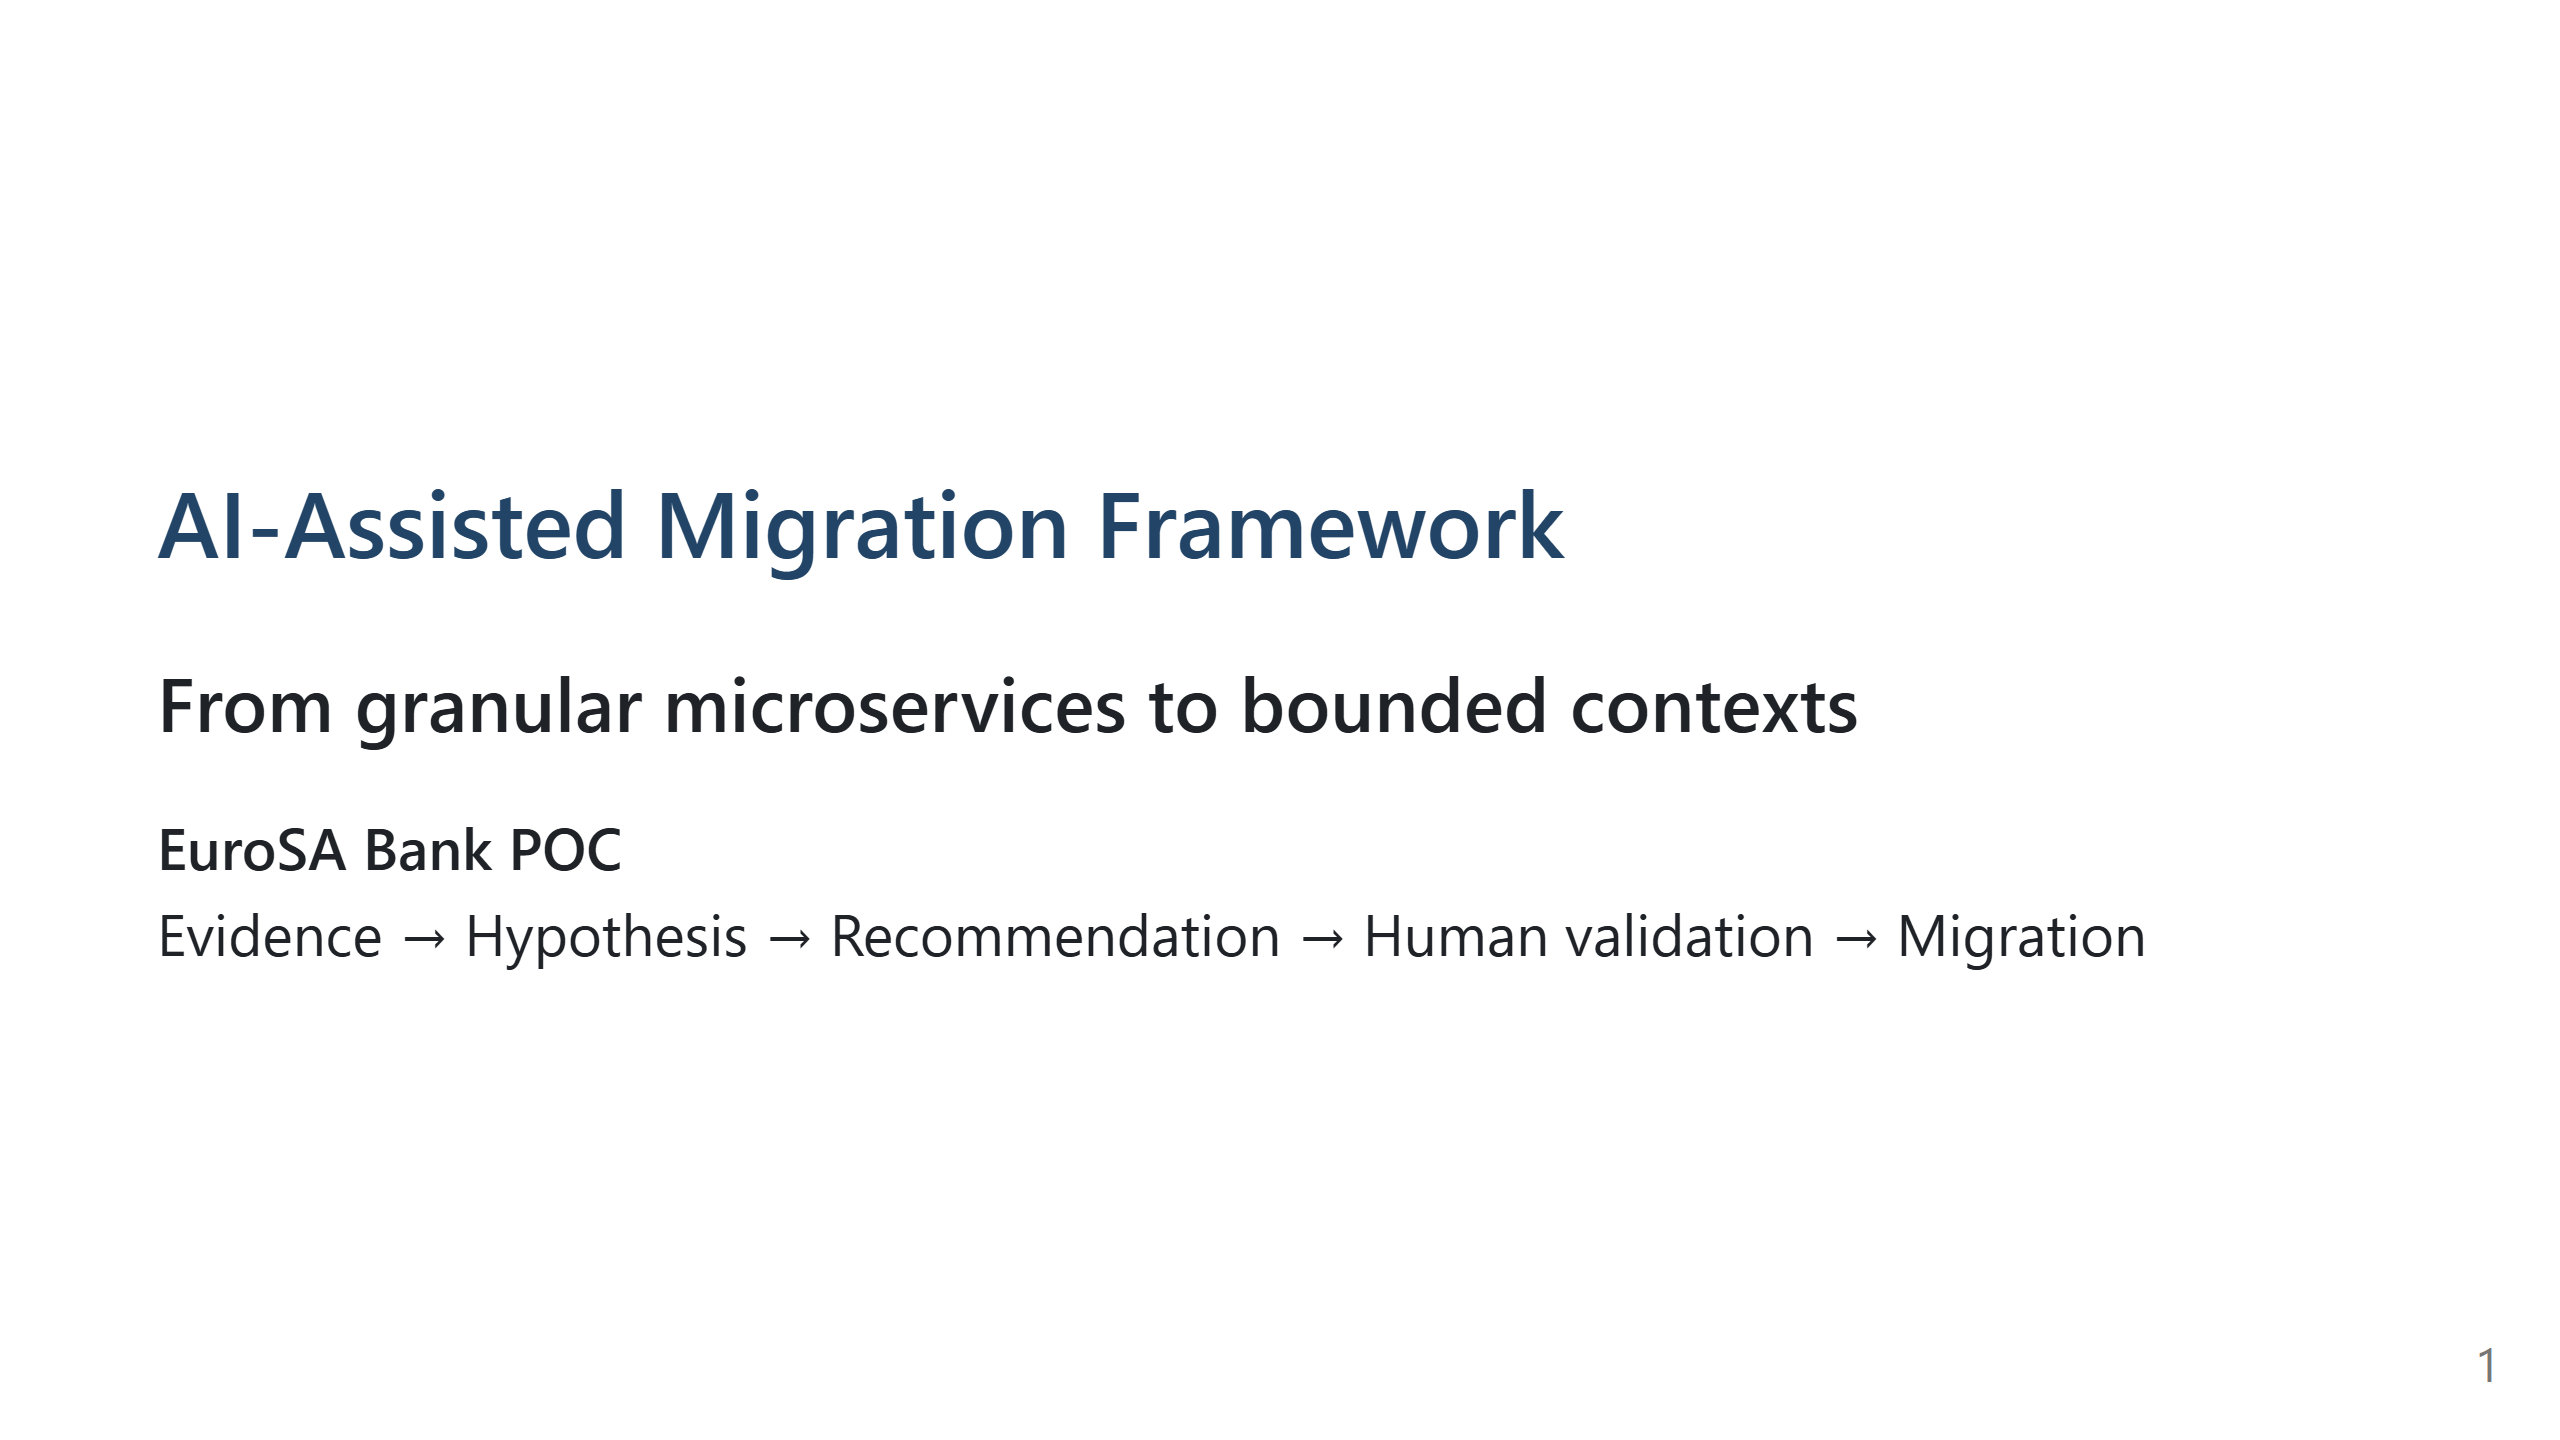 AI-Assisted Migration Framework
From granular microservices to bounded contexts
EuroSA Bank POC
Evidence → Hypothesis → Recommendation → Human validation → Migration
1